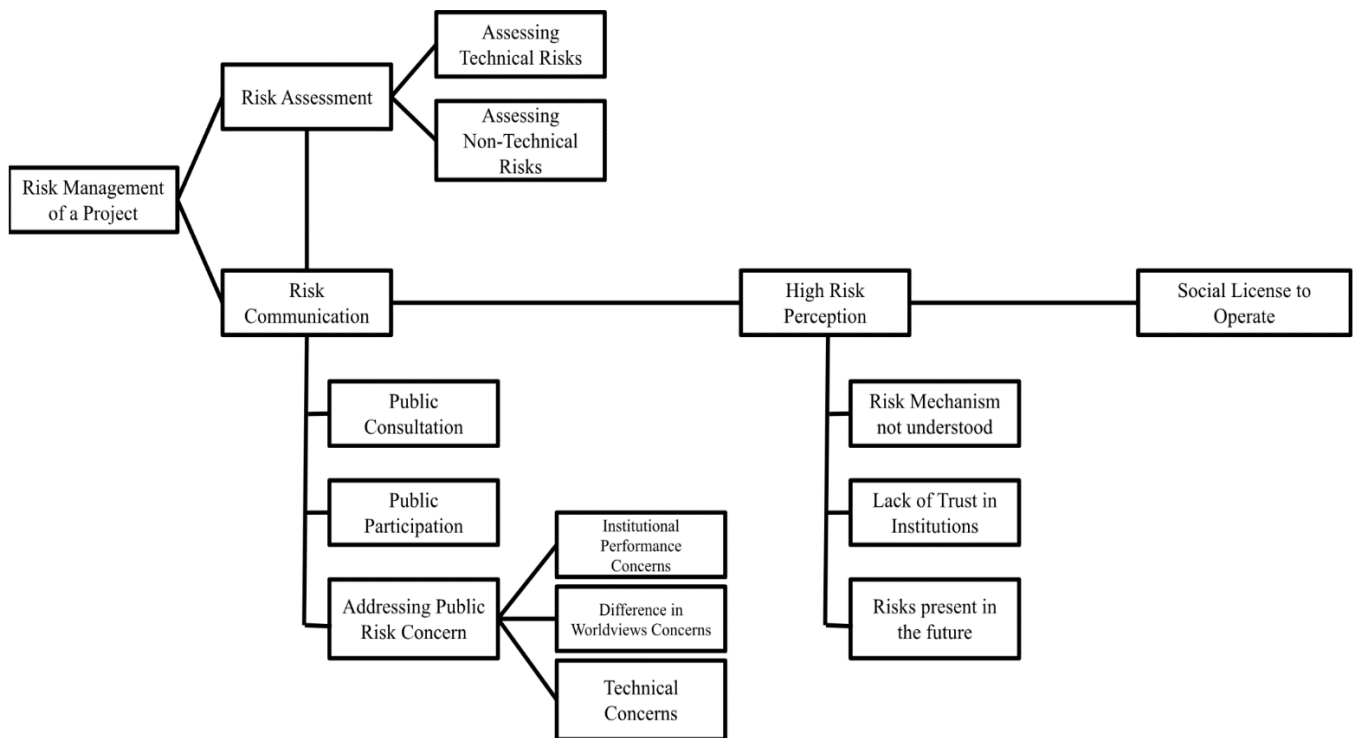 Assessing
Technical Risks
Risk Assessment
Assessing
Non-Technical
Risks
Risk Management
of a Project
Risk
Communication
High Risk
Perception
Social License to
Operate
Public
Consultation
Risk Mechanism
not understood
Public
Participation
Lack of Trust in
Institutions
Institutional
Performance
Concerns
Addressing Public
Risk Concern
Difference in
Worldviews Concerns
Technical
Concerns
Risks present in
the future